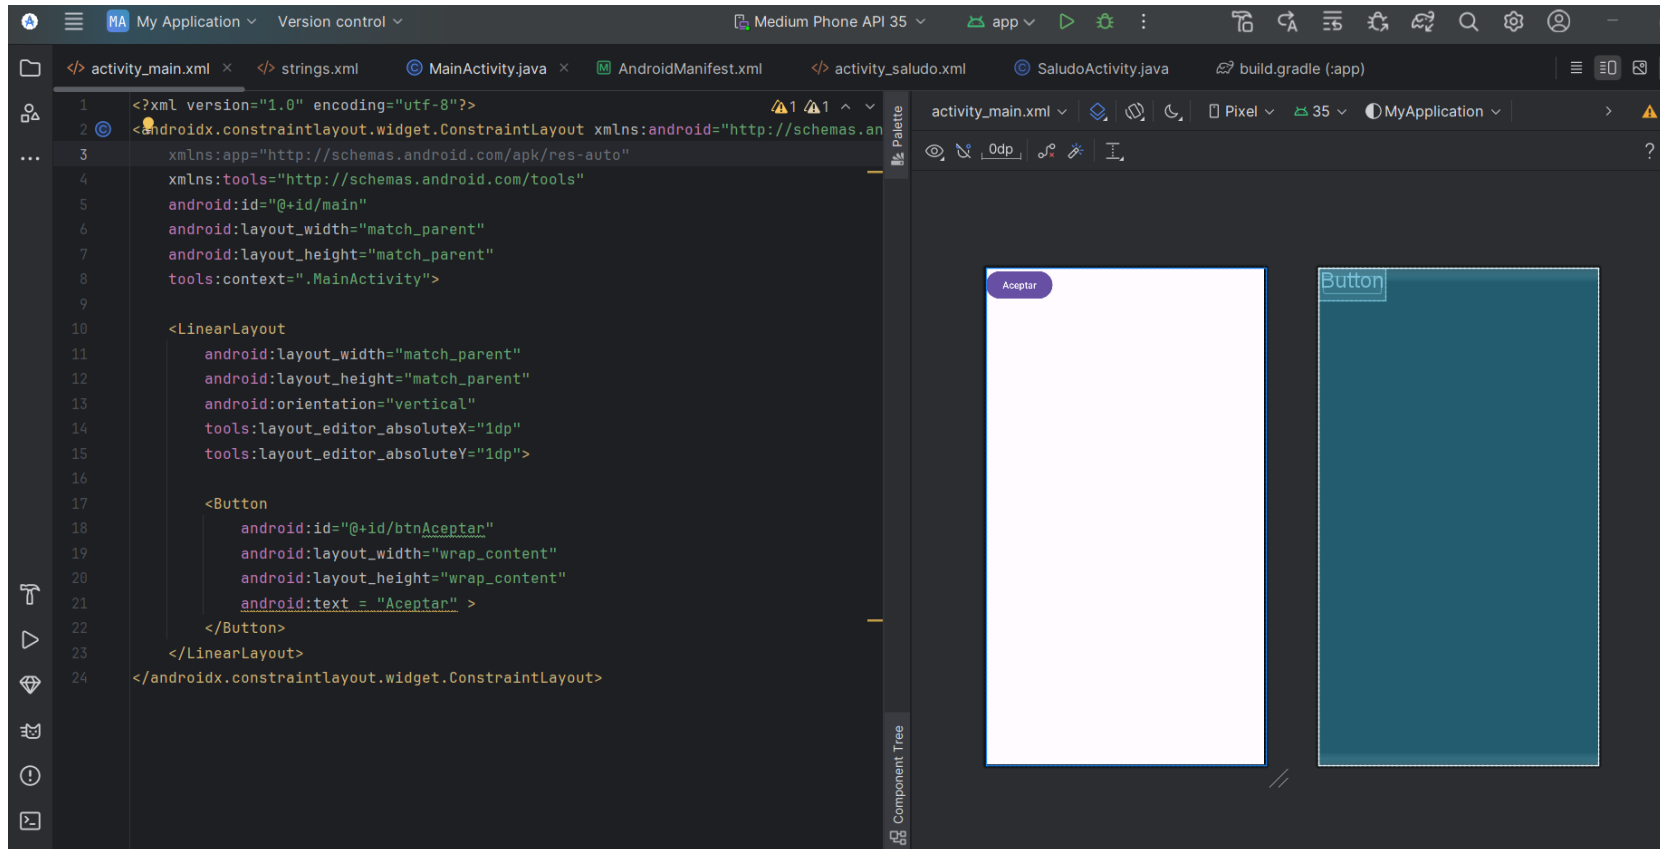 MA My Application Version control Medium Phone API 35 app
activity_main.xml strings.xml MainActivity.java AndroidManifest.xml activity_saludo.xml SaludoActivity.java build.gradle (:app)
1 <?xml version="1.0" encoding="utf-8"?> 1 1
2 <androidx.constraintlayout.widget.ConstraintLayout xmlns:android="http://schemas.an
3 xmlns:app="http://schemas.android.com/apk/res-auto"
4 xmlns:tools="http://schemas.android.com/tools"
5 android:id="@+id/main"
6 android:layout_width="match_parent"
7 android:layout_height="match_parent"
8 tools:context=".MainActivity">
9
10 <LinearLayout
11 android:layout_width="match_parent"
12 android:layout_height="match_parent"
13 android:orientation="vertical"
14 tools:layout_editor_absoluteX="1dp"
15 tools:layout_editor_absoluteY="1dp">
16
17 <Button
18 android:id="@+id/btnAceptar"
19 android:layout_width="wrap_content"
20 android:layout_height="wrap_content"
21 android:text = "Aceptar" >
22 </Button>
23 </LinearLayout>
24 </androidx.constraintlayout.widget.ConstraintLayout>
Palette
Component Tree
activity_main.xml Pixel 35 MyApplication
0dp ?
Aceptar
Button